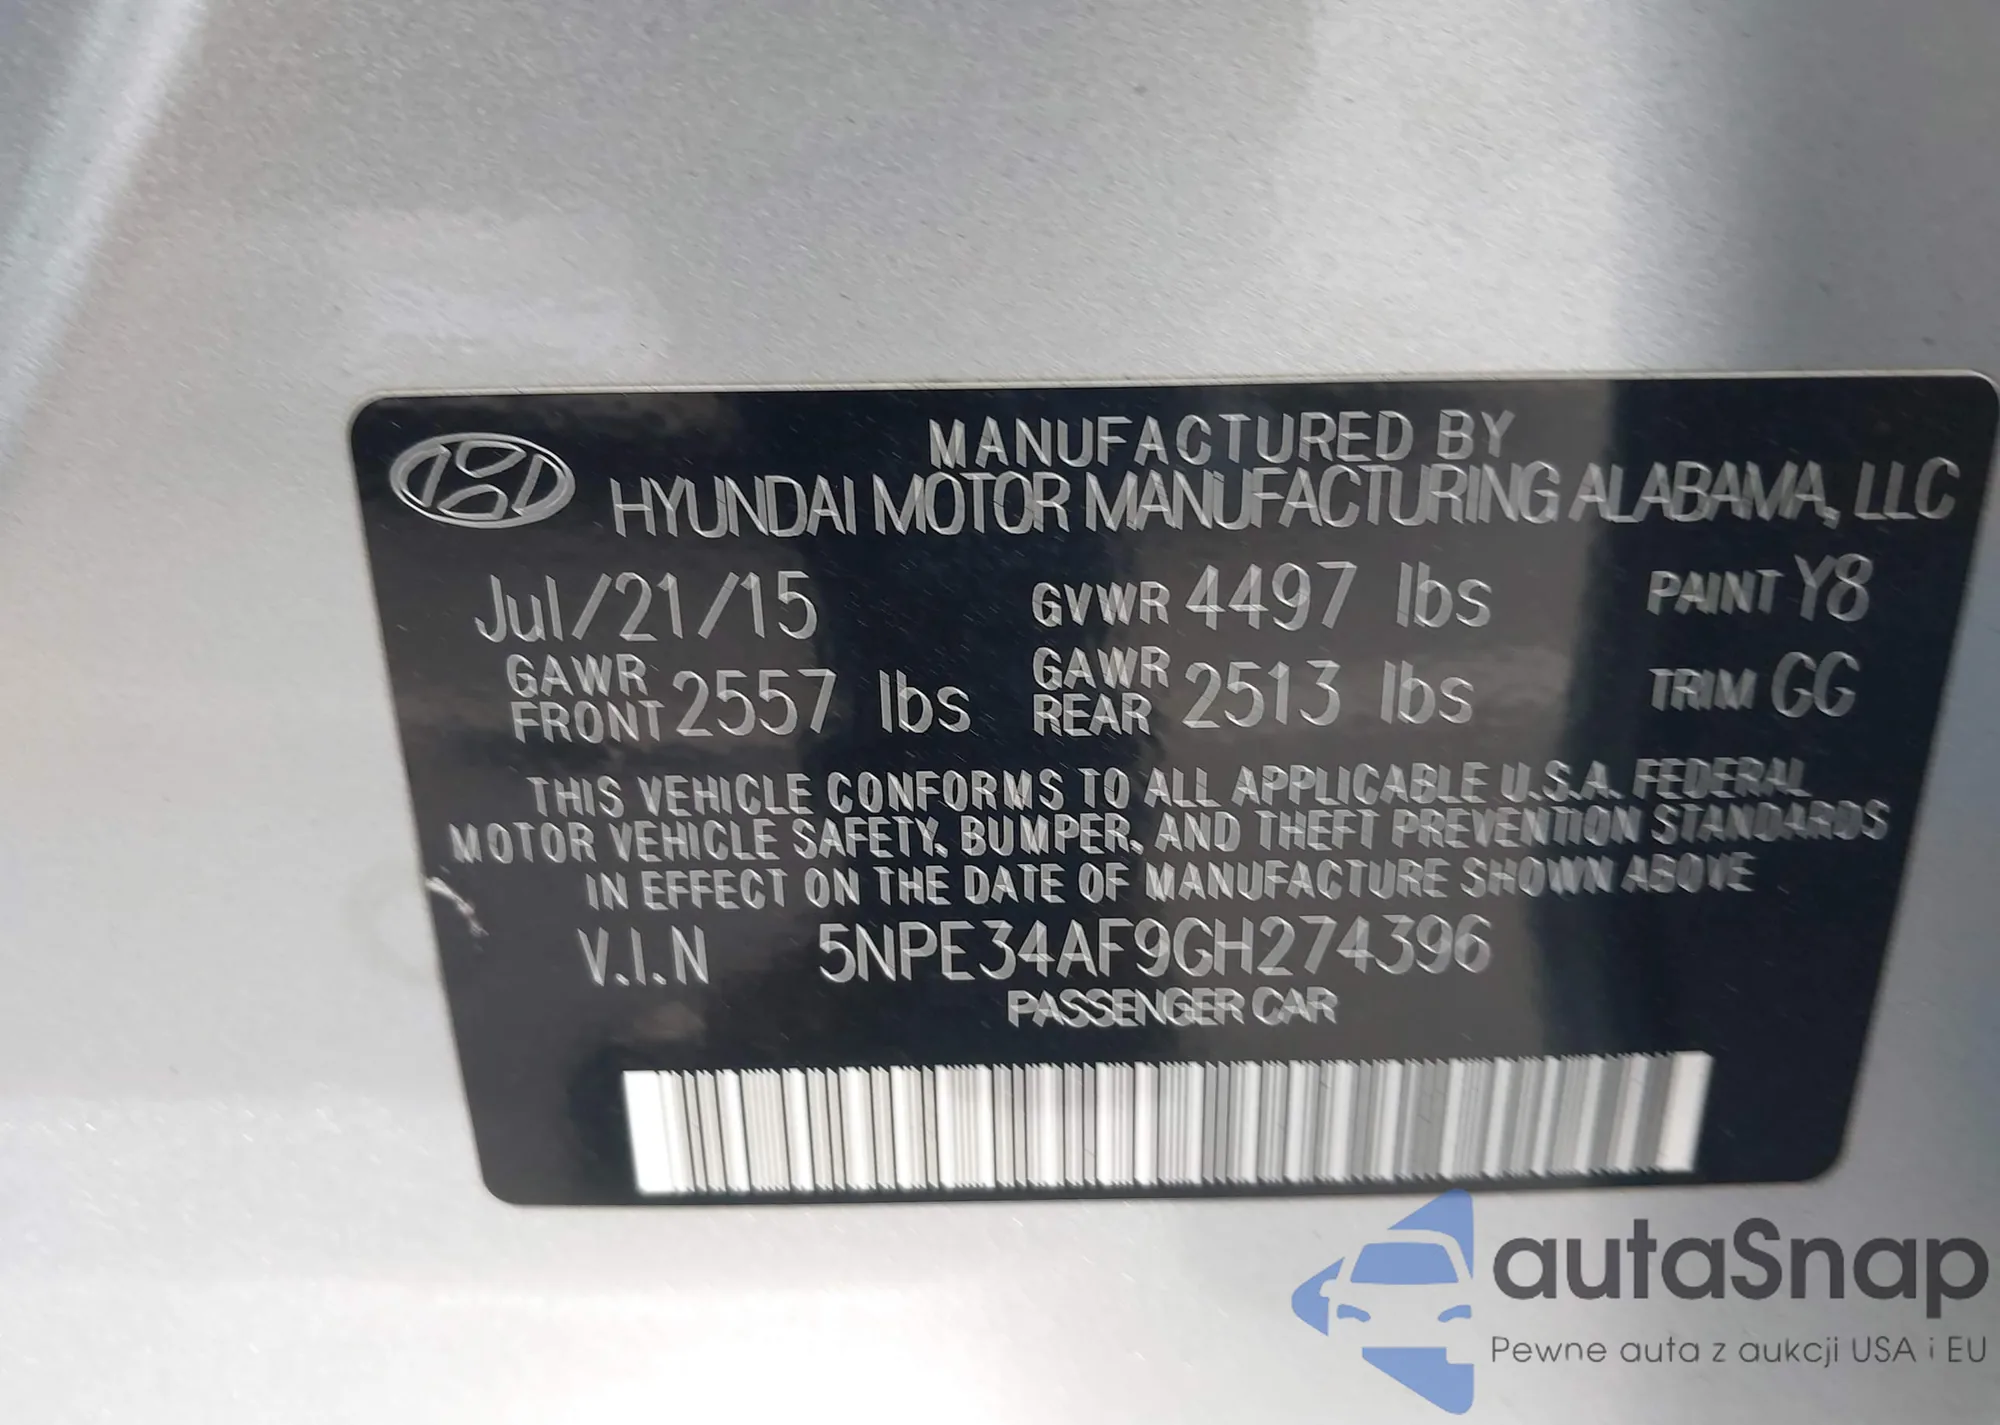 MANUFACTURED BY
HYUNDAI MOTOR MANUFACTURING ALABAMA, LLC
Jul/21/15 GVWR 4497 lbs PAINT Y8
GAWR FRONT 2557 lbs GAWR REAR 2513 lbs TRIM GG
THIS VEHICLE CONFORMS TO ALL APPLICABLE U.S.A. FEDERAL
MOTOR VEHICLE SAFETY, BUMPER, AND THEFT PREVENTION STANDARDS
IN EFFECT ON THE DATE OF MANUFACTURE SHOWN ABOVE
V.I.N 5NPE34AF9GH274396
PASSENGER CAR
autaSnap
Pewne auta z aukcji USA i EU